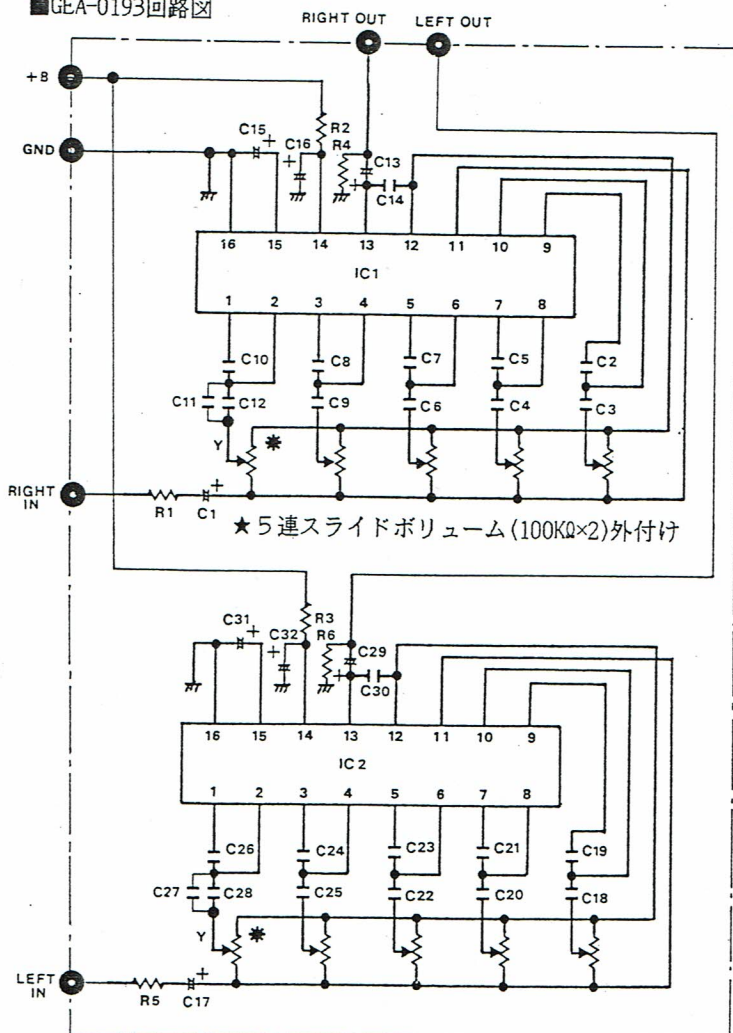 ■GEA-0193回路図
RIGHT OUT LEFT OUT
+B
GND
C15 + C16 + R2 R4 C13 + C14
16 15 14 13 12 11 10 9
IC1
1 2 3 4 5 6 7 8
C10 C8 C7 C5 C2
C11 C12 C9 C6 C4 C3
Y ✱
RIGHT IN
R1 C1 +
★5連スライドボリューム(100KΩ×2)外付け
C31 + C32 + R3 R6 C29 + C30
16 15 14 13 12 11 10 9
IC2
1 2 3 4 5 6 7 8
C26 C24 C23 C21 C19
C27 C28 C25 C22 C20 C18
Y ✱
LEFT IN
R5 C17 +